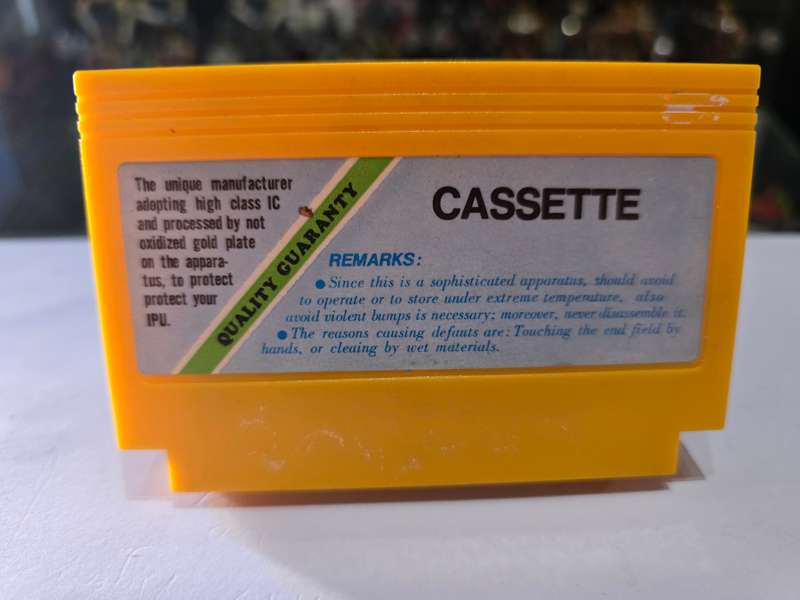 The unique manufacturer
adopting high class IC
and processed by not
oxidized gold plate
on the appara-
tus, to protect
protect your
IPU.
QUALITY GUARANTY
CASSETTE
REMARKS:
● Since this is a sophisticated apparatus, should avoid
to operate or to store under extreme temperature, also
avoid violent bumps is necessary; moreover, never disassemble it.
● The reasons causing defauts are: Touching the end field by
hands, or cleaing by wet materials.